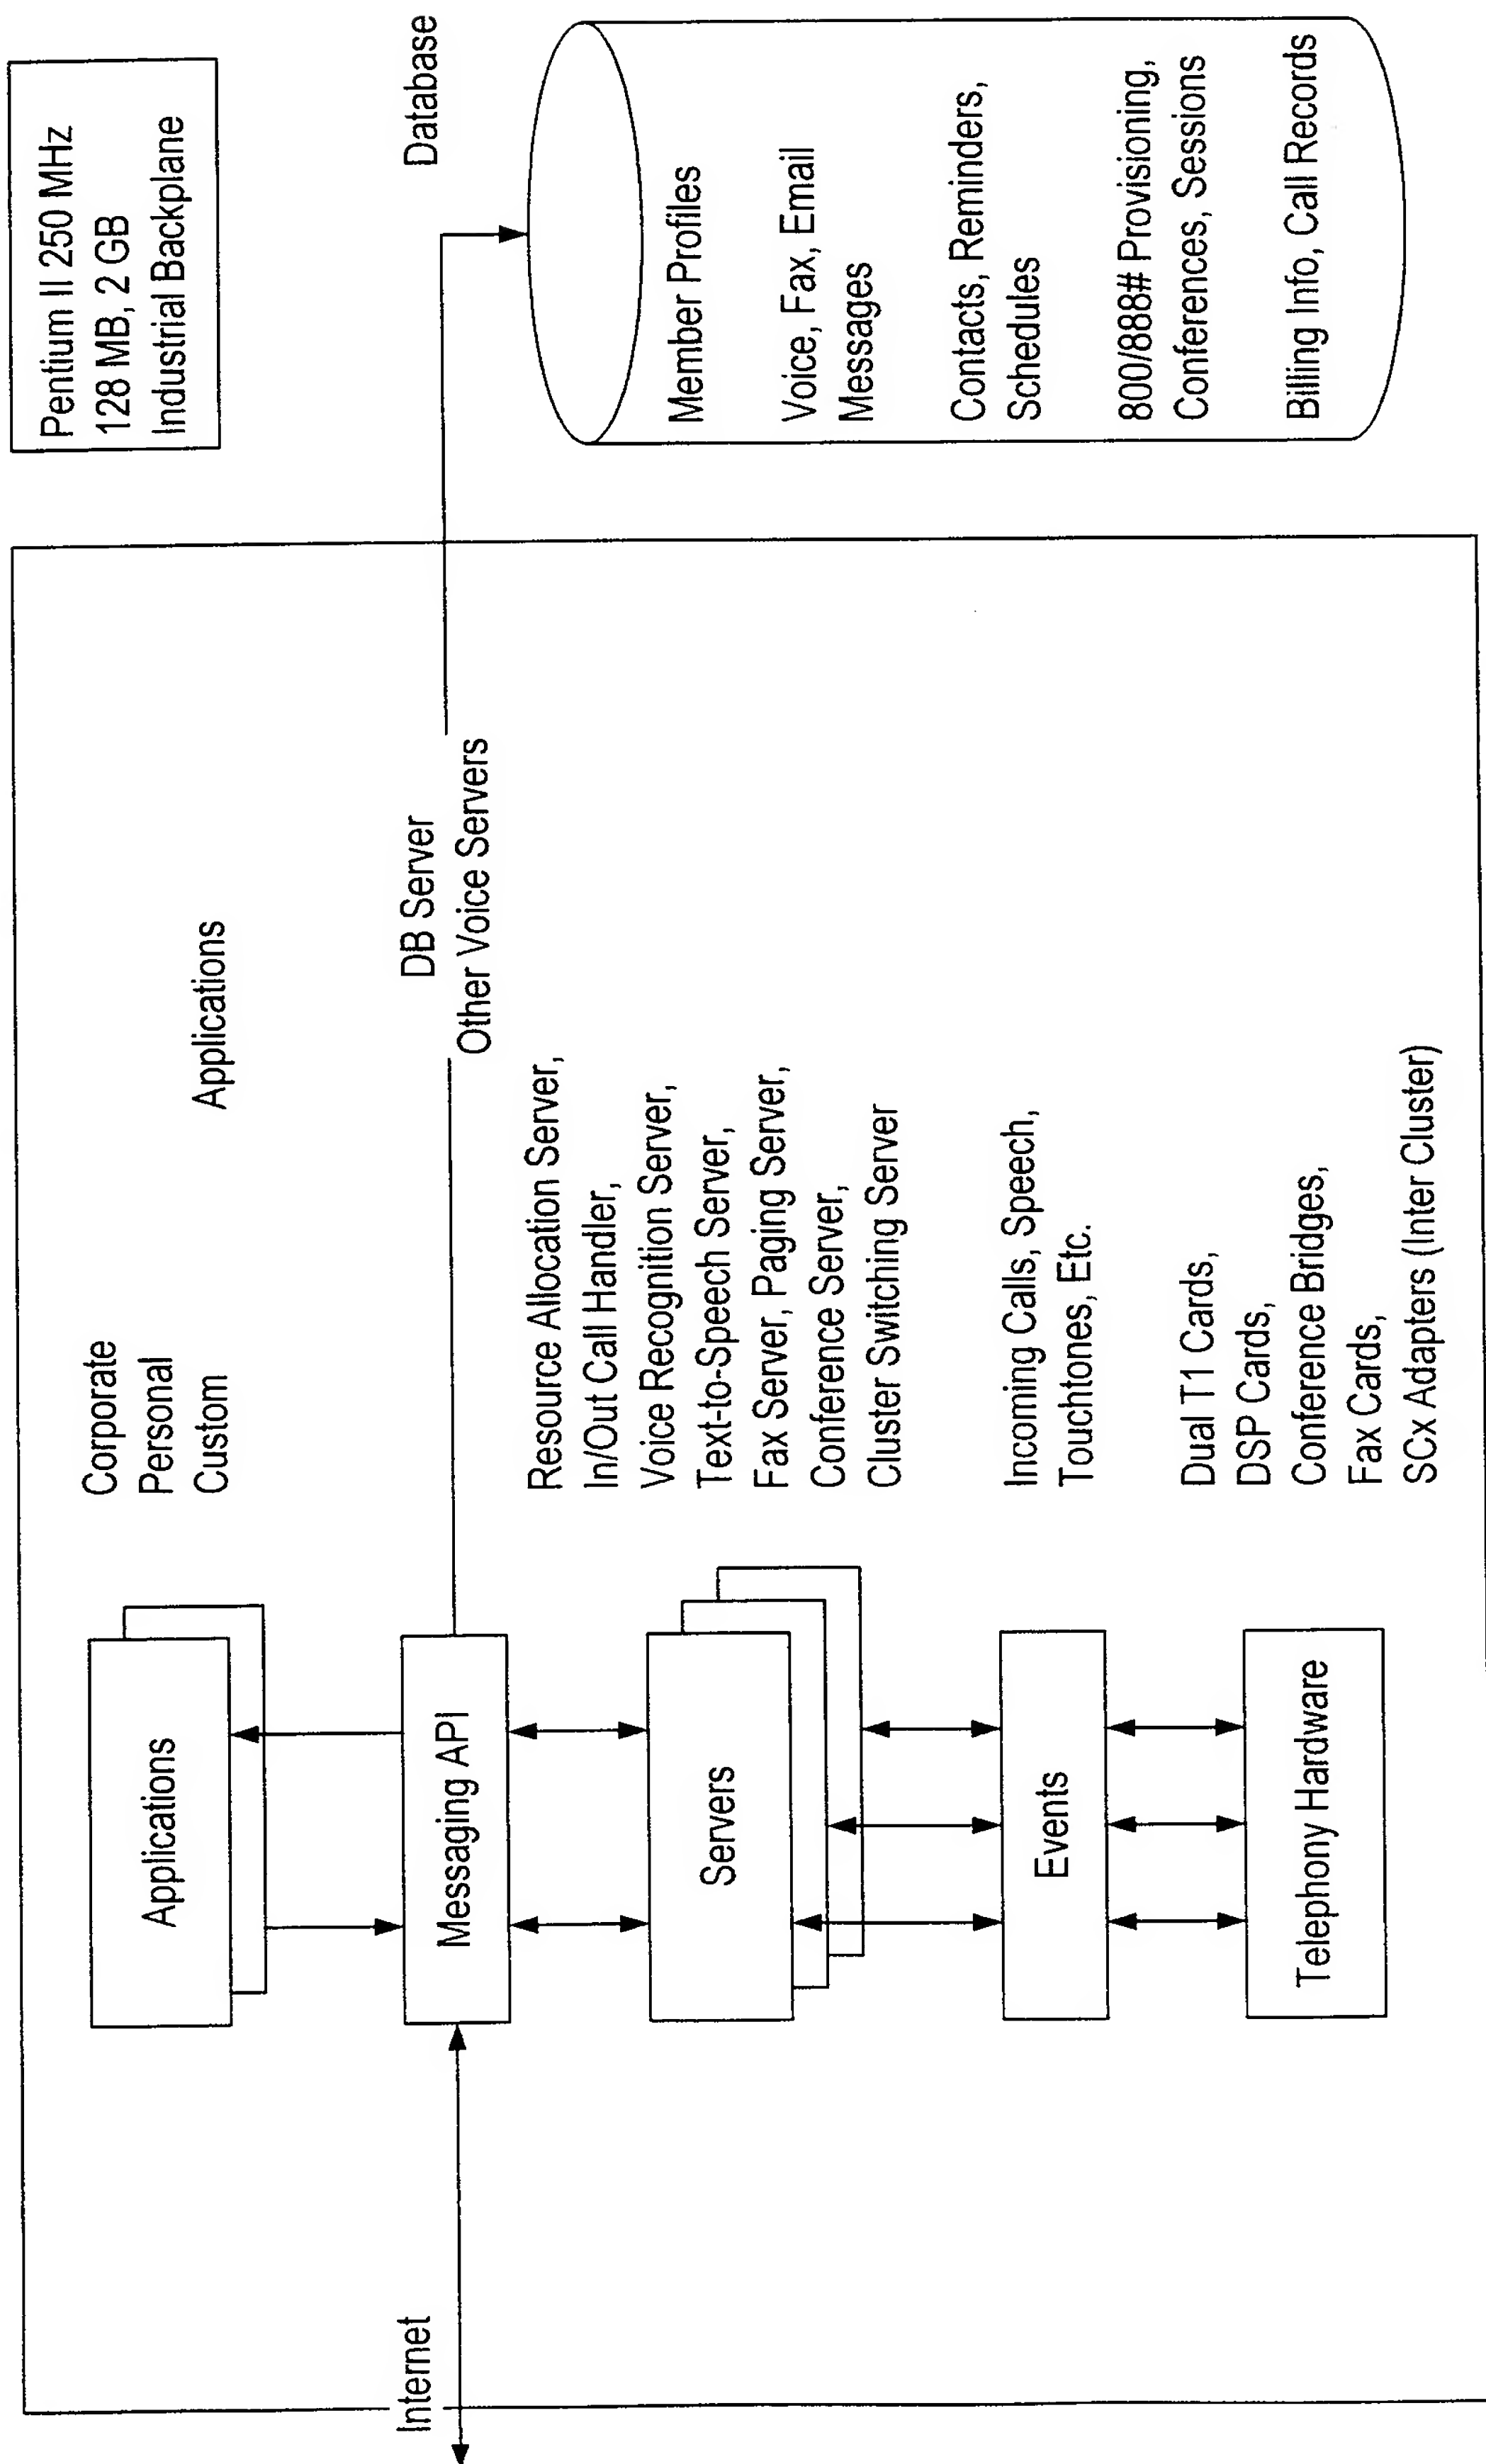 Pentium II 250 MHz
128 MB, 2 GB
Industrial Backplane
Corporate
Personal
Custom
Applications
Applications
Internet
Messaging API
DB Server
Other Voice Servers
Database
Servers
Resource Allocation Server,
In/Out Call Handler,
Voice Recognition Server,
Text-to-Speech Server,
Fax Server, Paging Server,
Conference Server,
Cluster Switching Server
Events
Incoming Calls, Speech,
Touchtones, Etc.
Telephony Hardware
Dual T1 Cards,
DSP Cards,
Conference Bridges,
Fax Cards,
SCx Adapters (Inter Cluster)
Member Profiles
Voice, Fax, Email
Messages
Contacts, Reminders,
Schedules
800/888# Provisioning,
Conferences, Sessions
Billing Info, Call Records